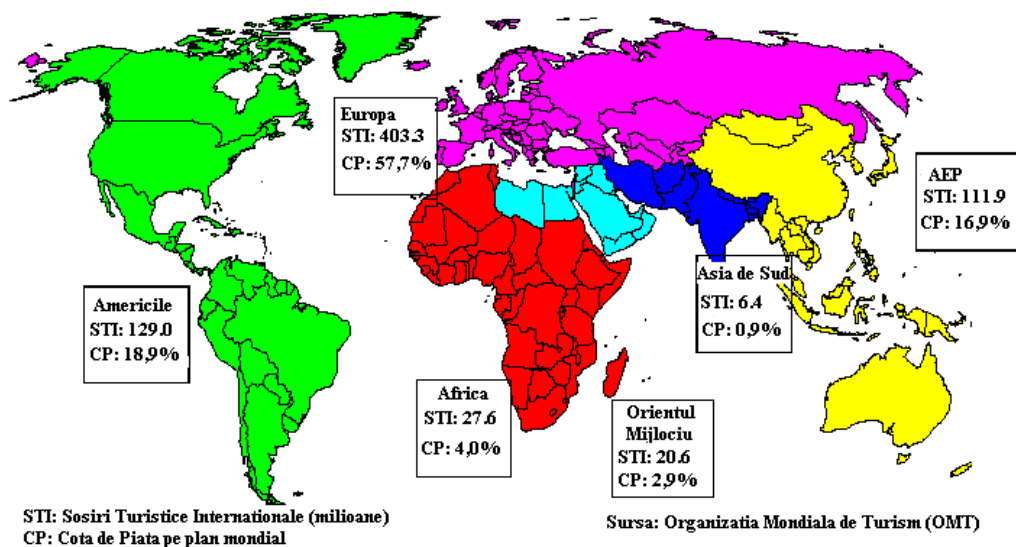 Europa
STI: 403.3
CP: 57,7%
AEP
STI: 111.9
CP: 16,9%
Asia de Sud
STI: 6.4
CP: 0,9%
Americile
STI: 129.0
CP: 18,9%
Africa
STI: 27.6
CP: 4,0%
Orientul
Mijlociu
STI: 20.6
CP: 2,9%
STI: Sosiri Turistice Internationale (milioane)
CP: Cota de Piata pe plan mondial
Sursa: Organizatia Mondiala de Turism (OMT)